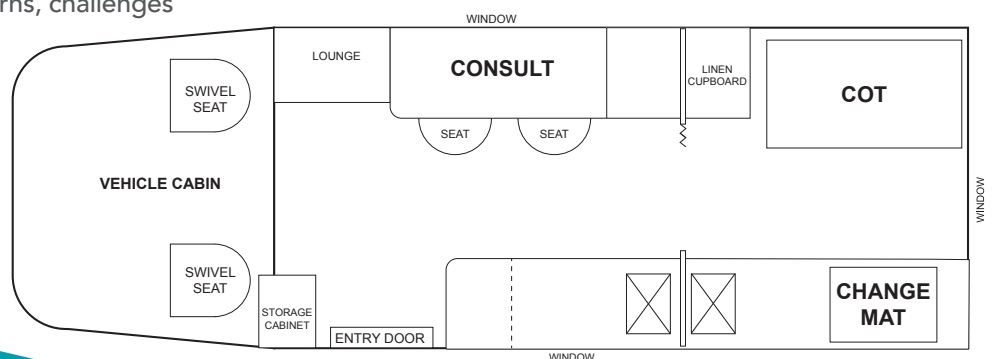 rns, challenges
WINDOW
LOUNGE
CONSULT
LINEN
CUPBOARD
COT
SWIVEL
SEAT
SEAT
SEAT
VEHICLE CABIN
WINDOW
SWIVEL
SEAT
STORAGE
CABINET
ENTRY DOOR
CHANGE
MAT
WINDOW